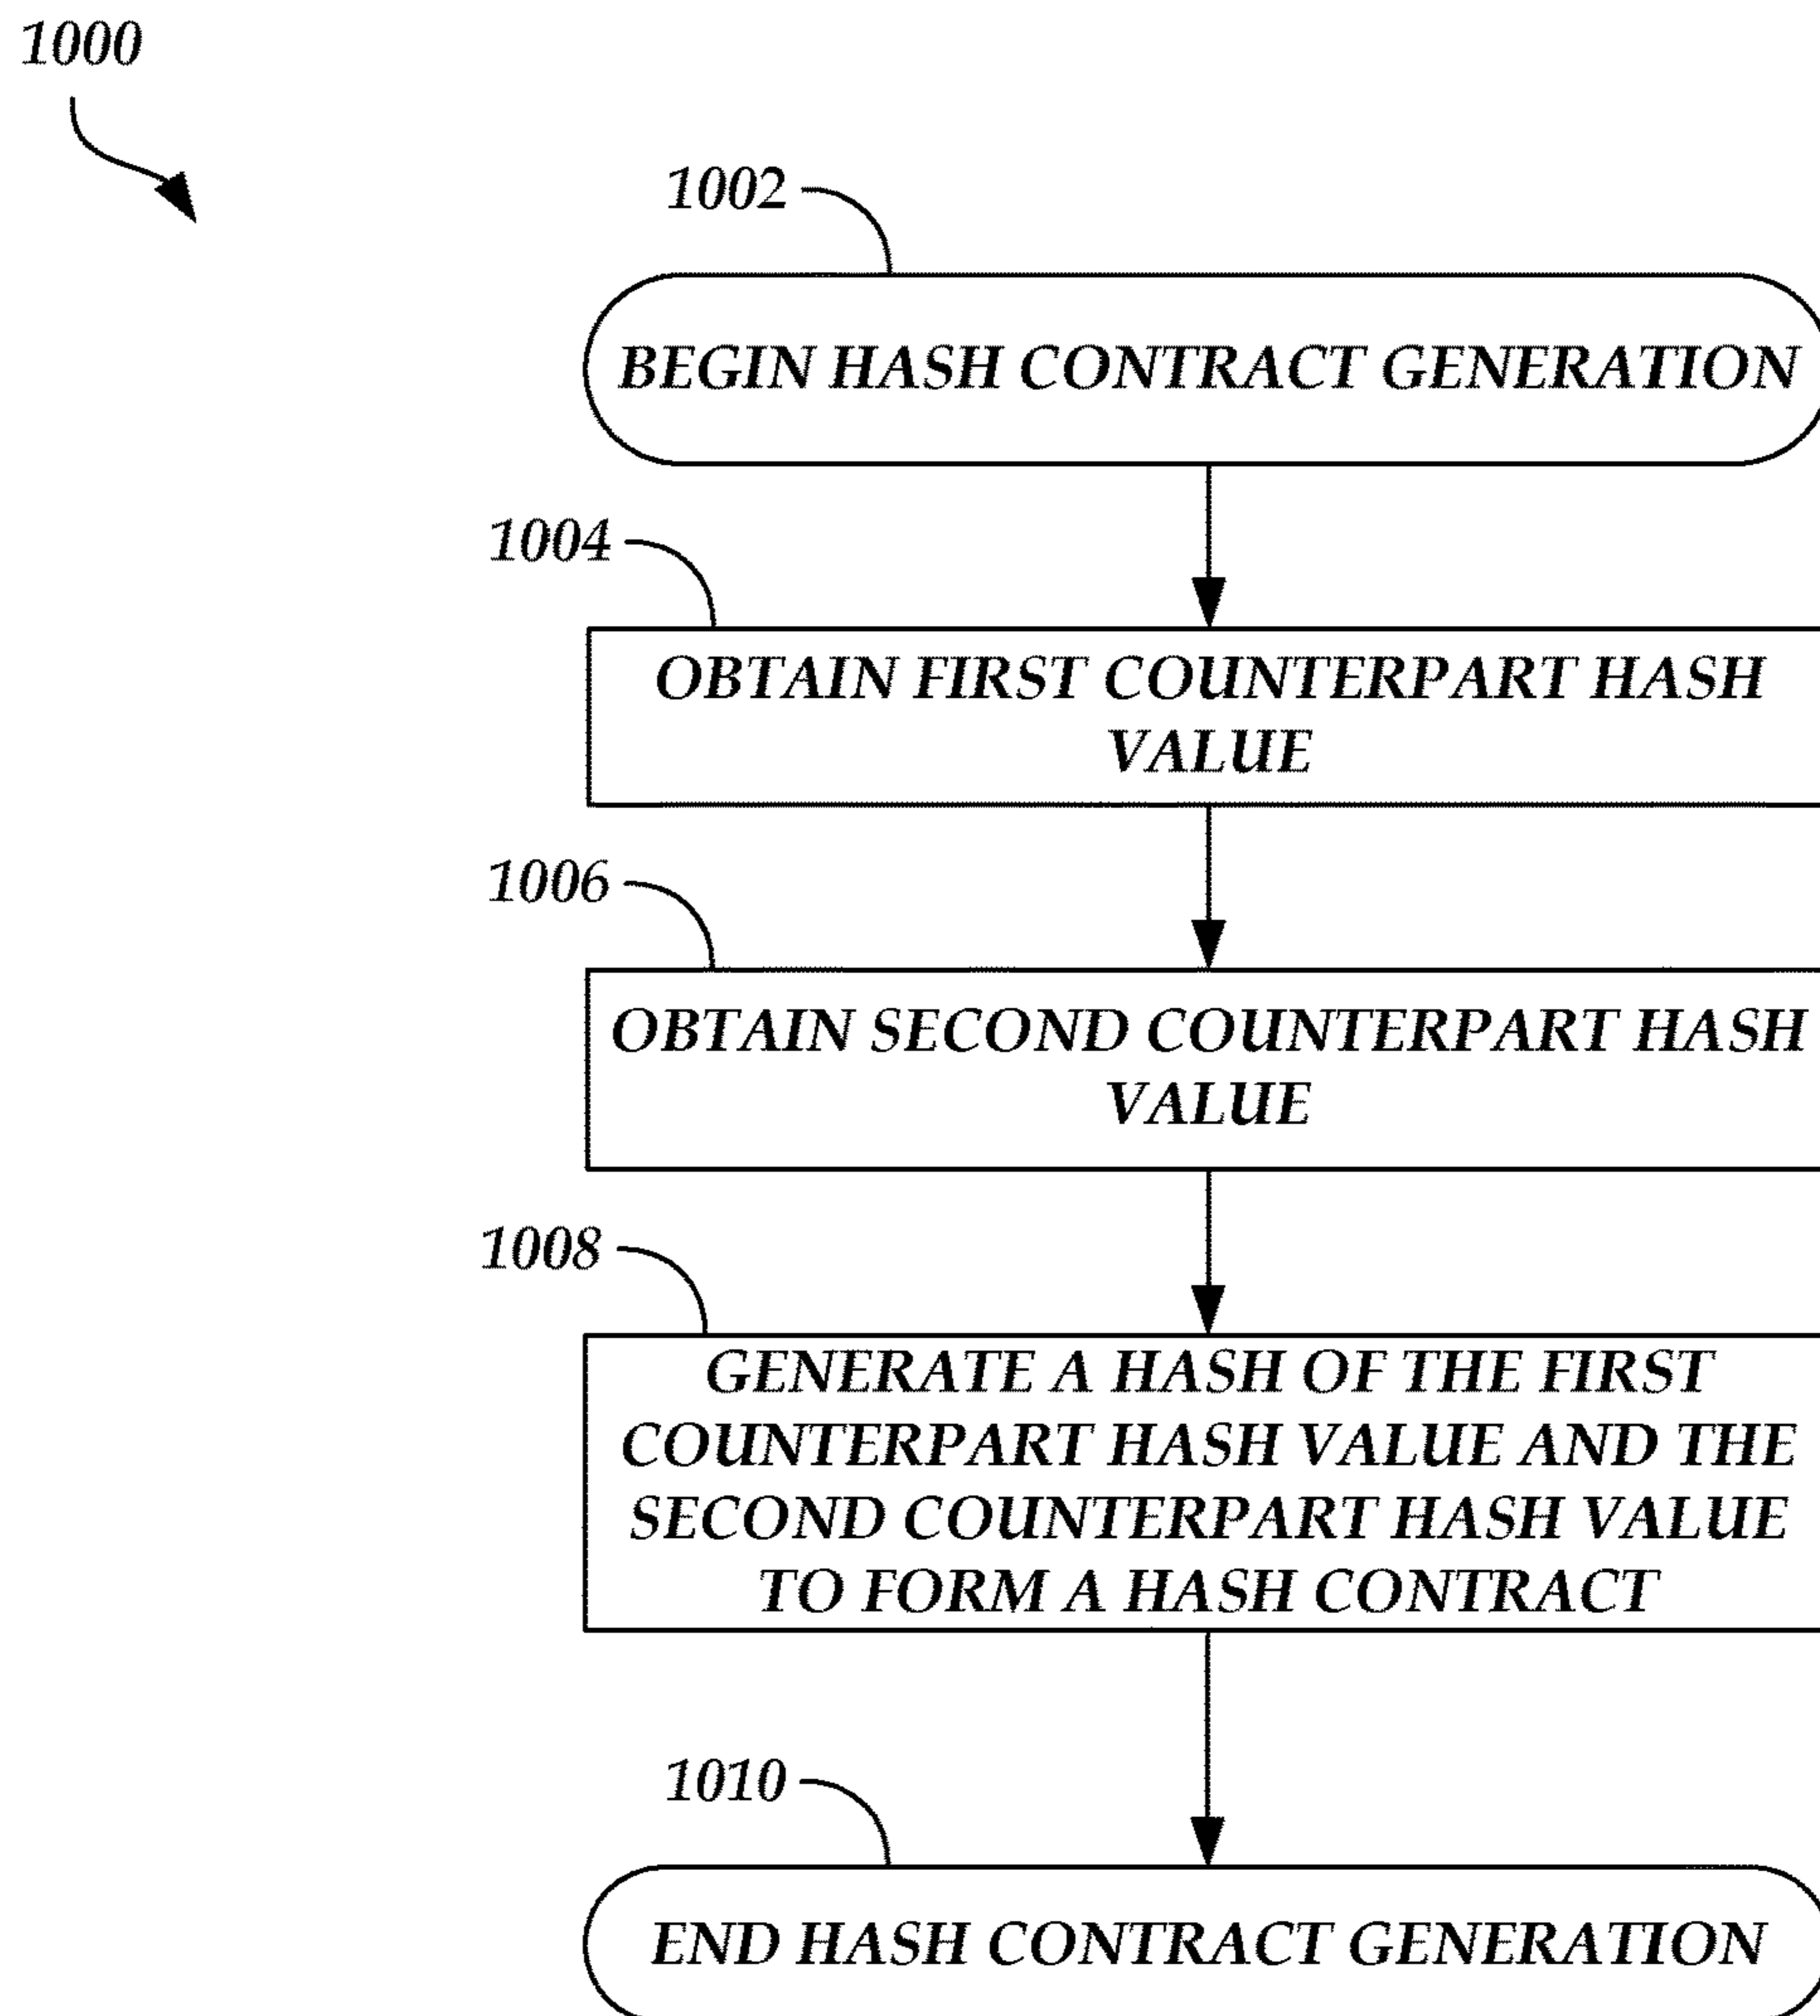 1000
1002
BEGIN HASH CONTRACT GENERATION
1004
OBTAIN FIRST COUNTERPART HASH
VALUE
1006
OBTAIN SECOND COUNTERPART HASH
VALUE
1008
GENERATE A HASH OF THE FIRST
COUNTERPART HASH VALUE AND THE
SECOND COUNTERPART HASH VALUE
TO FORM A HASH CONTRACT
1010
END HASH CONTRACT GENERATION